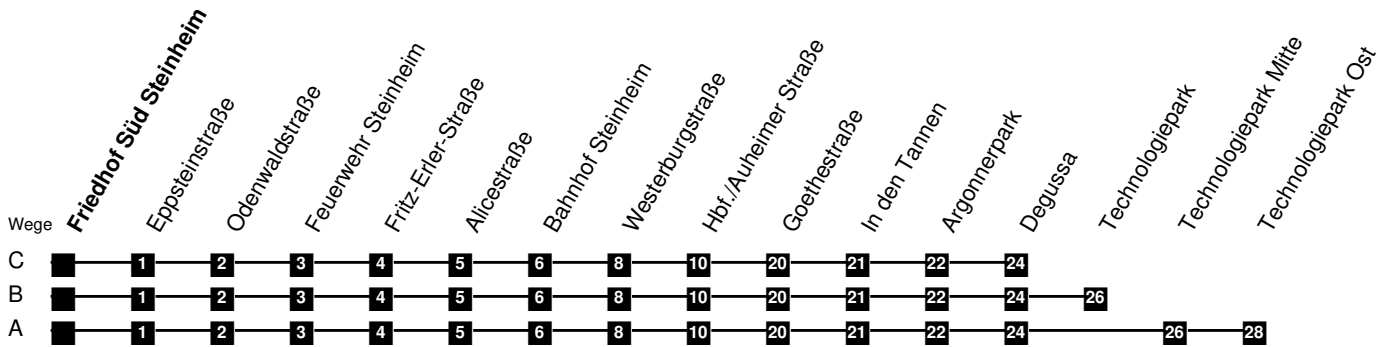 Friedhof Süd Steinheim
Eppsteinstraße
Odenwaldstraße
Feuerwehr Steinheim
Fritz-Erler-Straße
Alicestraße
Bahnhof Steinheim
Westerburgstraße
Hbf./Auheimer Straße
Goethestraße
In den Tannen
Argonnerpark
Degussa
Technologiepark
Technologiepark Mitte
Technologiepark Ost
Wege
C 1 2 3 4 5 6 8 10 20 21 22 24
B 1 2 3 4 5 6 8 10 20 21 22 24 26
A 1 2 3 4 5 6 8 10 20 21 22 24 26 28